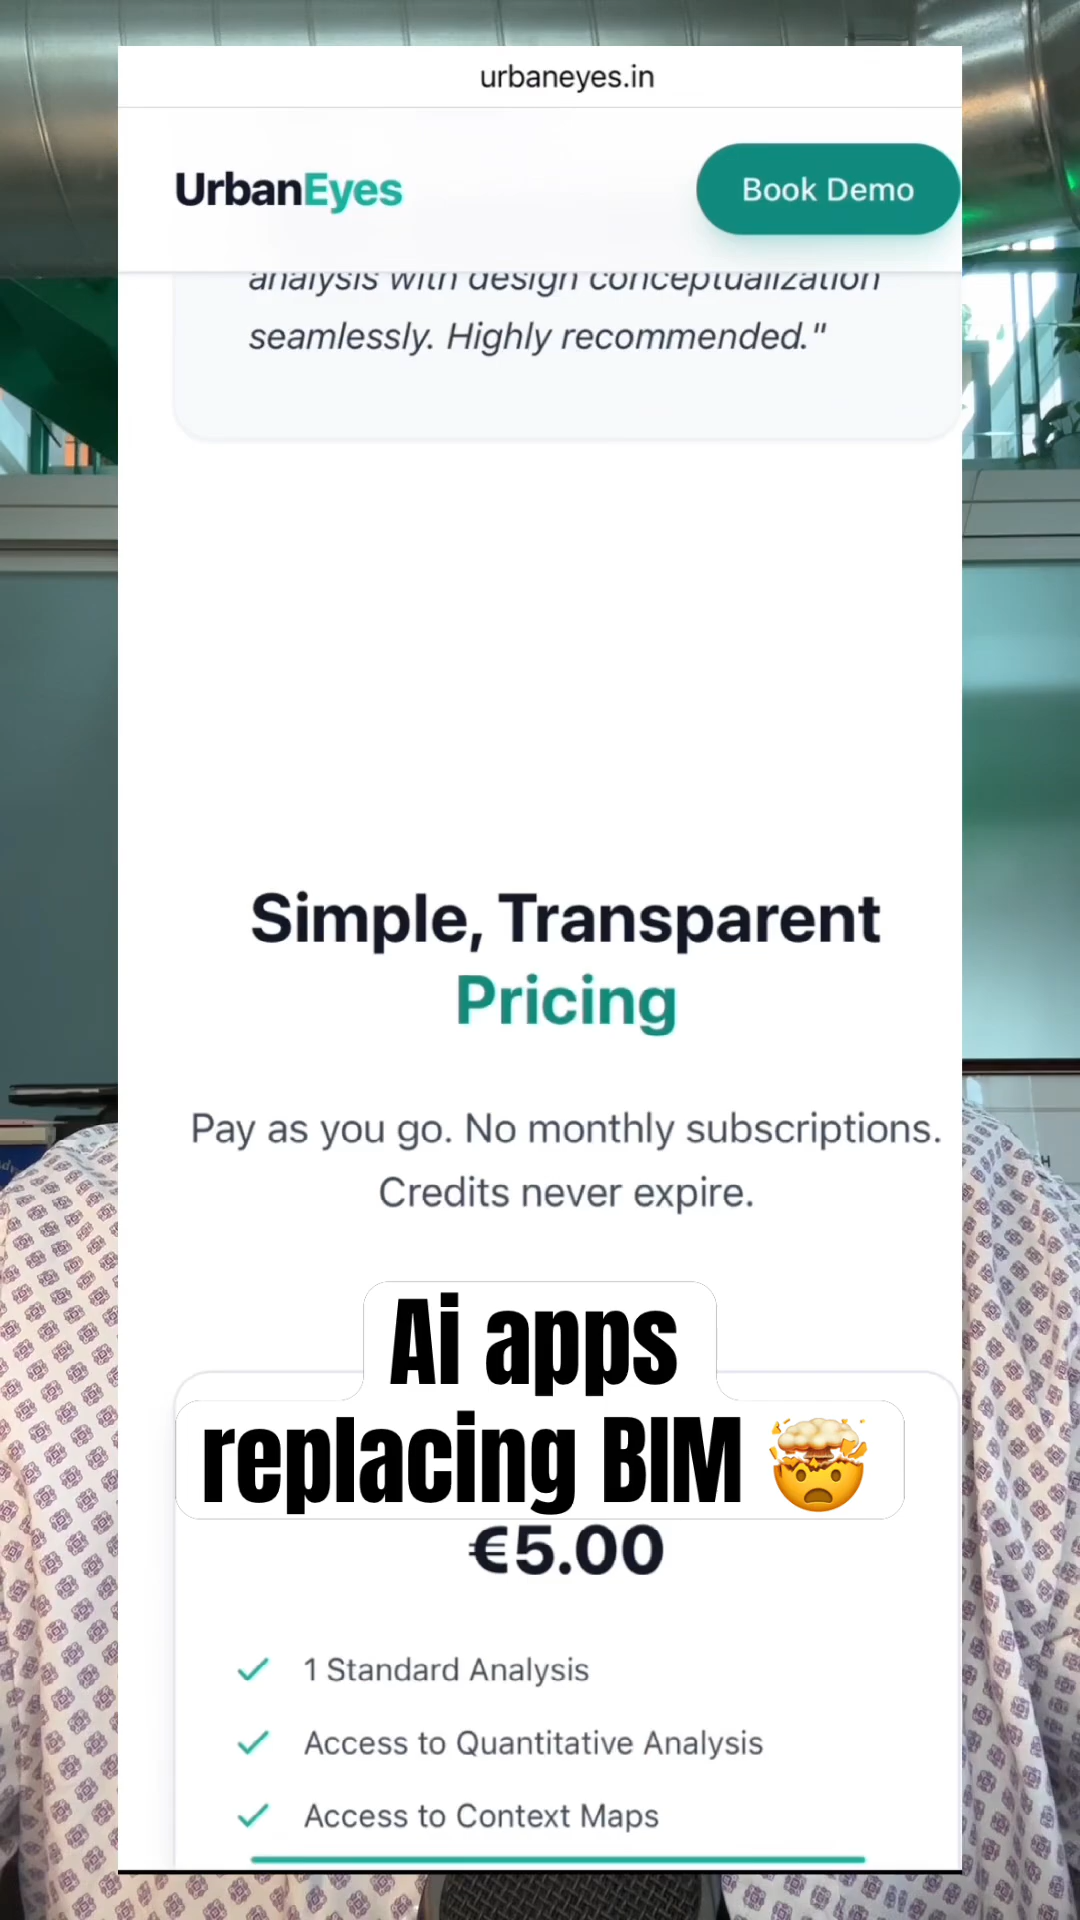 urbaneyes.in
UrbanEyes
Book Demo
analysis with design conceptualization
seamlessly. Highly recommended."
Simple, Transparent
Pricing
Pay as you go. No monthly subscriptions.
Credits never expire.
Ai apps
replacing BIM 🤯
€5.00
1 Standard Analysis
Access to Quantitative Analysis
Access to Context Maps